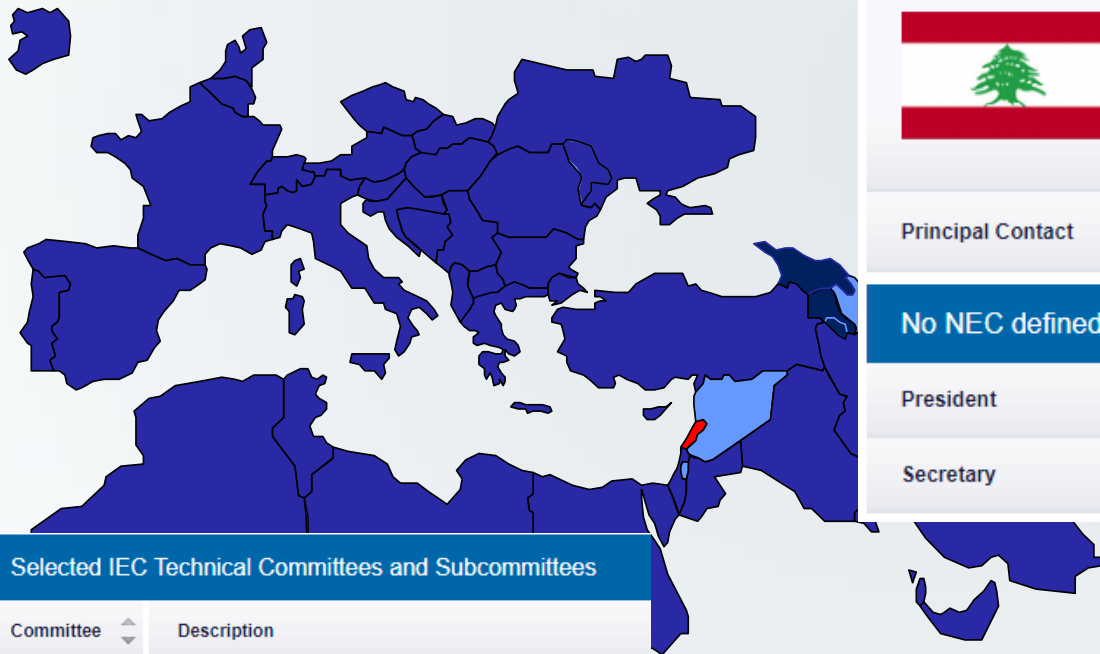 Principal Contact
No NEC defined
President
Secretary
Selected IEC Technical Committees and Subcommittees
Committee Description